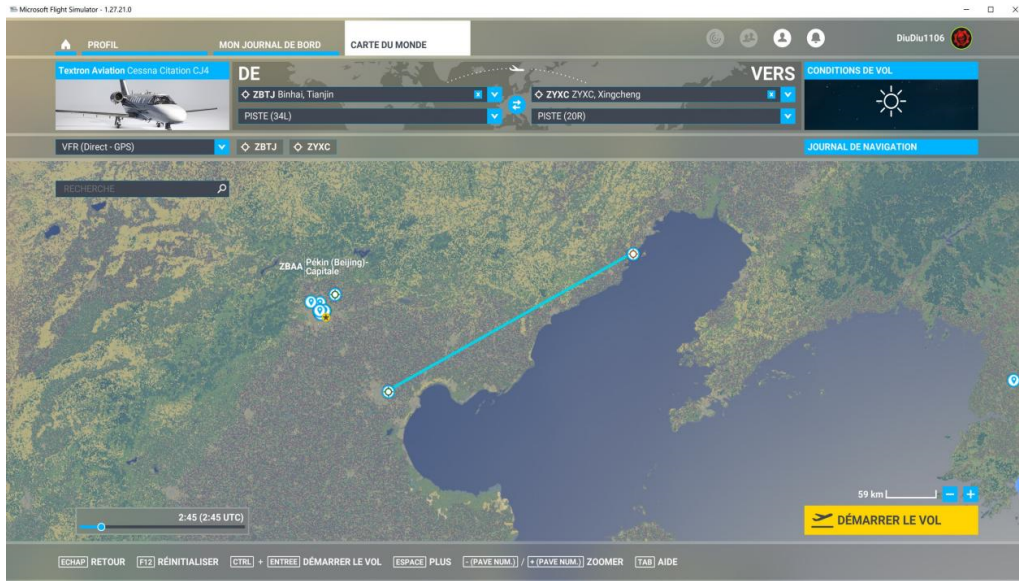 Microsoft Flight Simulator - 1.27.21.0
PROFIL
MON JOURNAL DE BORD
CARTE DU MONDE
DiuDiu1106
Textron Aviation Cessna Citation CJ4
DE
VERS
CONDITIONS DE VOL
ZBTJ Binhai, Tianjin
ZYXC ZYXC, Xingcheng
PISTE (34L)
PISTE (20R)
VFR (Direct - GPS)
ZBTJ
ZYXC
JOURNAL DE NAVIGATION
RECHERCHE
ZBAA Pékin (Beijing)-
Capitale
59 km
2:45 (2:45 UTC)
DÉMARRER LE VOL
ECHAP RETOUR F12 RÉINITIALISER CTRL + ENTREE DÉMARRER LE VOL ESPACE PLUS - (PAVE NUM.) / + (PAVE NUM.) ZOOMER TAB AIDE